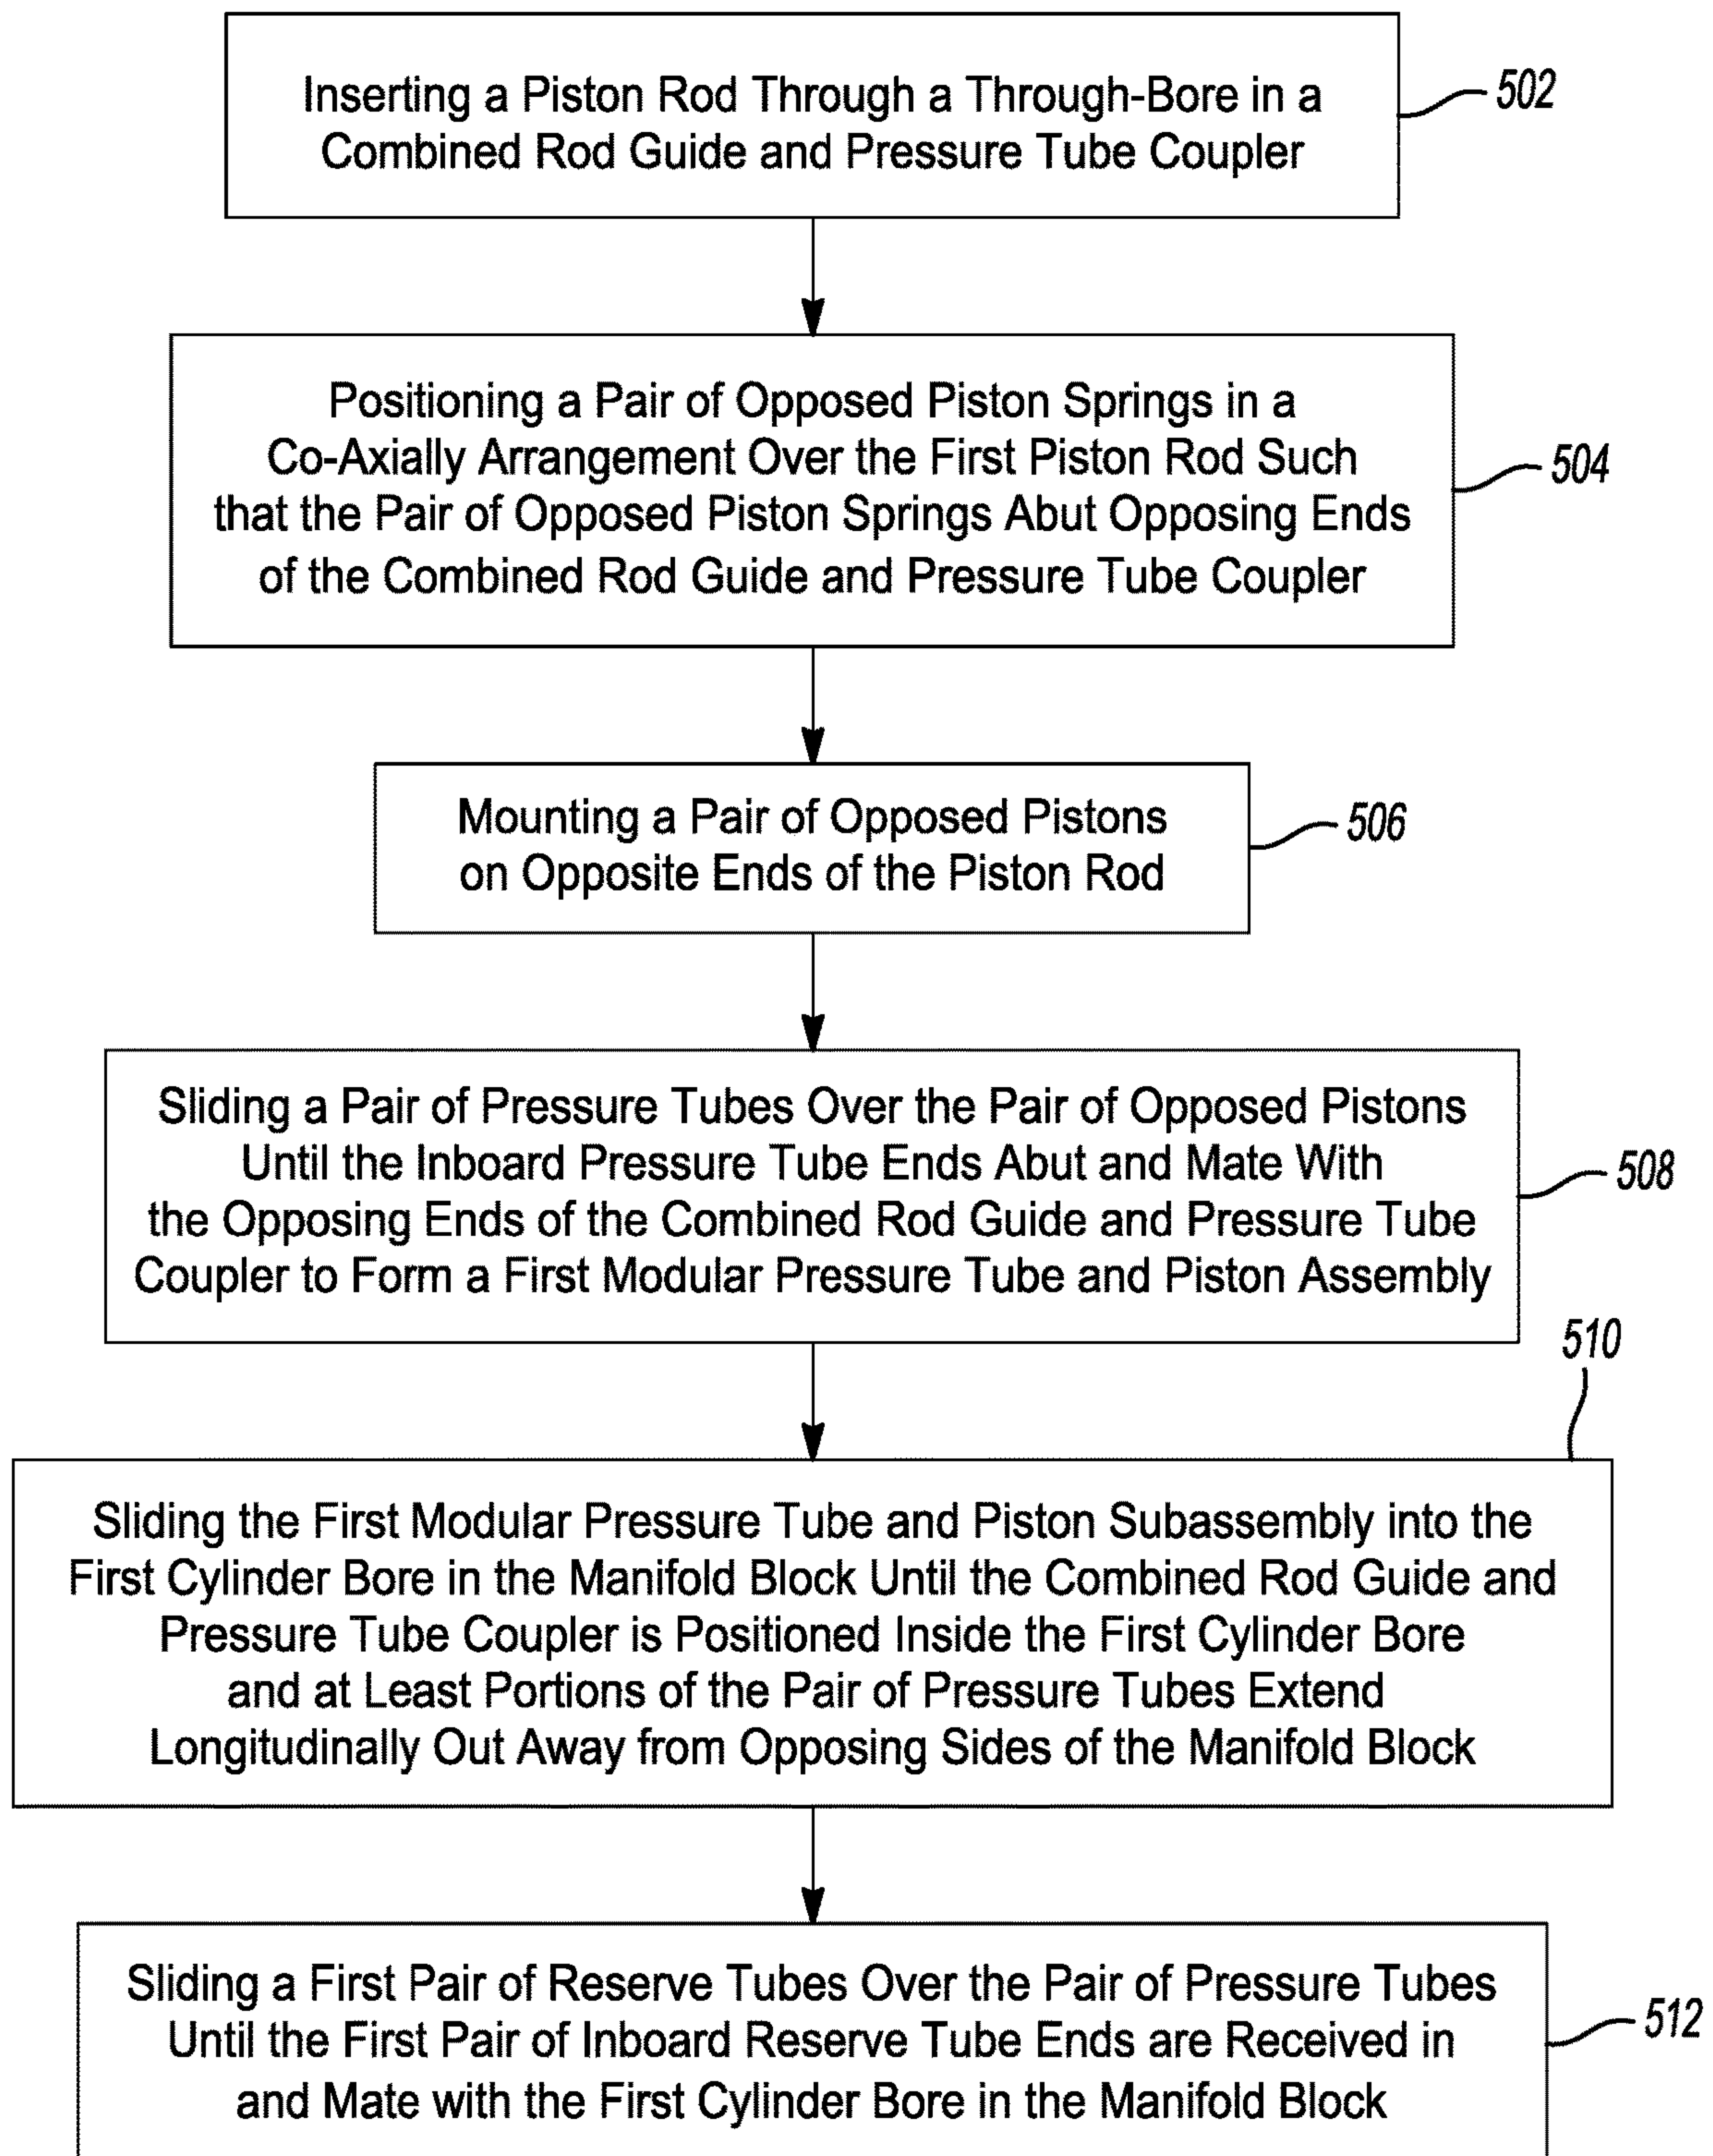 Inserting a Piston Rod Through a Through-Bore in a
Combined Rod Guide and Pressure Tube Coupler
502
Positioning a Pair of Opposed Piston Springs in a
Co-Axially Arrangement Over the First Piston Rod Such
that the Pair of Opposed Piston Springs Abut Opposing Ends
of the Combined Rod Guide and Pressure Tube Coupler
504
Mounting a Pair of Opposed Pistons
on Opposite Ends of the Piston Rod
506
Sliding a Pair of Pressure Tubes Over the Pair of Opposed Pistons
Until the Inboard Pressure Tube Ends Abut and Mate With
the Opposing Ends of the Combined Rod Guide and Pressure Tube
Coupler to Form a First Modular Pressure Tube and Piston Assembly
508
510
Sliding the First Modular Pressure Tube and Piston Subassembly into the
First Cylinder Bore in the Manifold Block Until the Combined Rod Guide and
Pressure Tube Coupler is Positioned Inside the First Cylinder Bore
and at Least Portions of the Pair of Pressure Tubes Extend
Longitudinally Out Away from Opposing Sides of the Manifold Block
Sliding a First Pair of Reserve Tubes Over the Pair of Pressure Tubes
Until the First Pair of Inboard Reserve Tube Ends are Received in
and Mate with the First Cylinder Bore in the Manifold Block
512